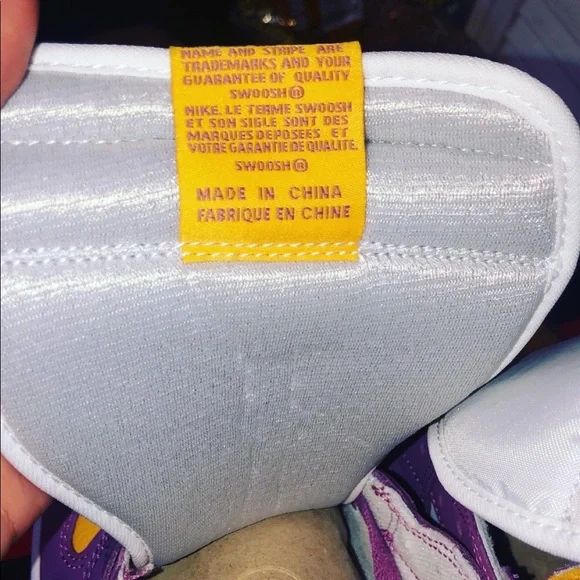 NAME AND STRIPE ARE
TRADEMARKS AND YOUR
GUARANTEE OF QUALITY
SWOOSH®
NIKE, LE TERME SWOOSH
ET SON SIGLE SONT DES
MARQUES DEPOSEES ET
VOTRE GARANTIE DE QUALITE.
SWOOSH®
MADE IN CHINA
FABRIQUE EN CHINE